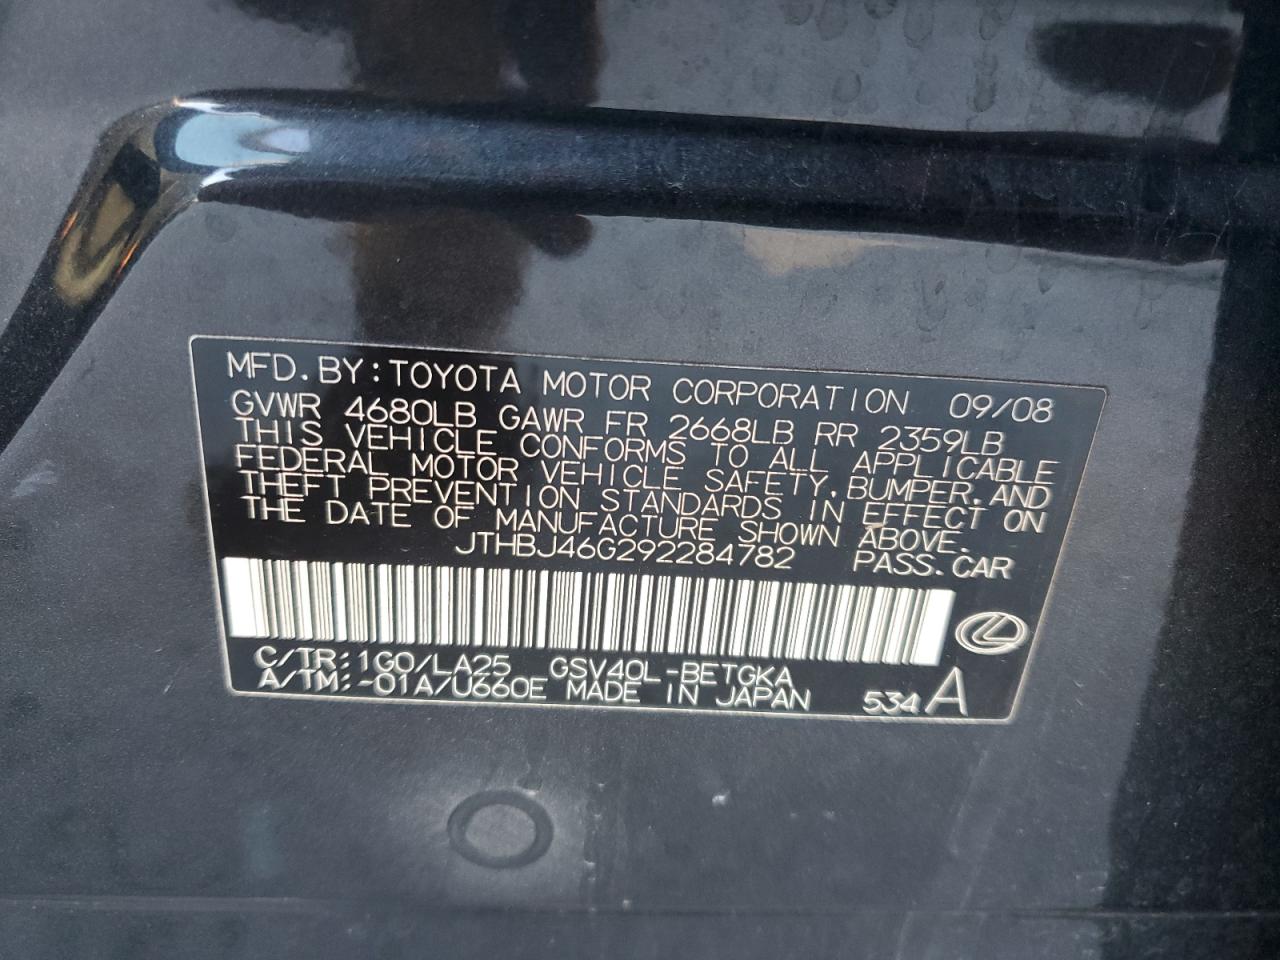 MFD. BY: TOYOTA MOTOR CORPORATION 09/08
GVWR 4680LB GAWR FR 2668LB RR 2359LB
THIS VEHICLE CONFORMS TO ALL APPLICABLE
FEDERAL MOTOR VEHICLE SAFETY, BUMPER, AND
THEFT PREVENTION STANDARDS IN EFFECT ON
THE DATE OF MANUFACTURE SHOWN ABOVE.
JTHBJ46G292284782 PASS. CAR
C/TR: 1G0/LA25 GSV40L-BETGKA
A/TM: -01A/U660E MADE IN JAPAN 534A